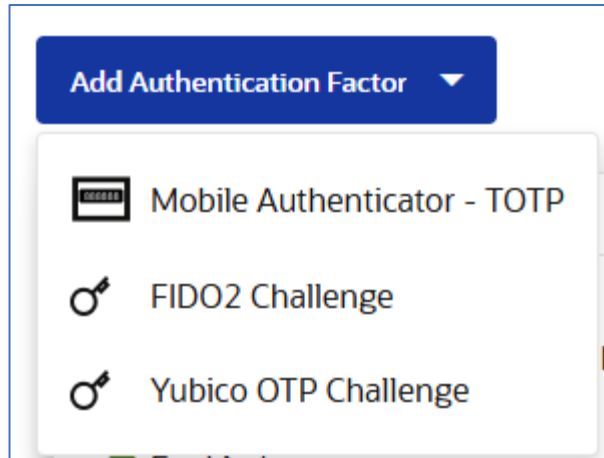 Add Authentication Factor
Mobile Authenticator - TOTP
FIDO2 Challenge
Yubico OTP Challenge